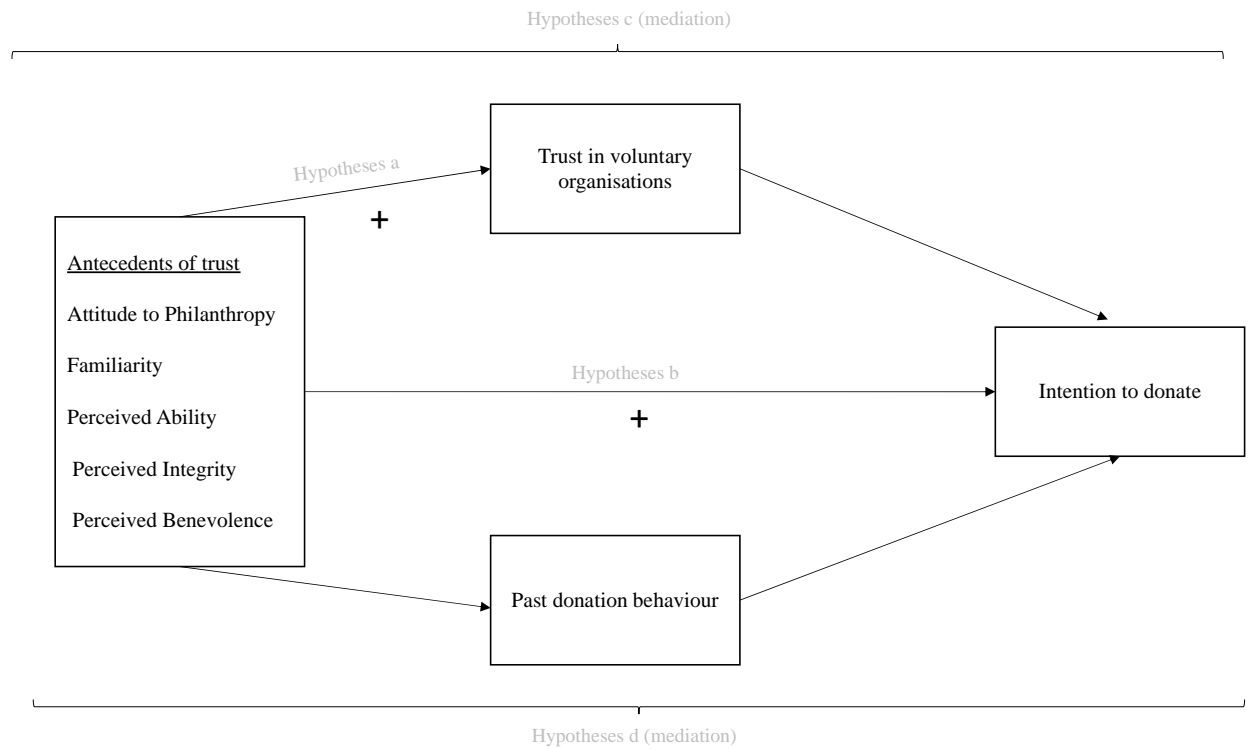 Hypotheses c (mediation)
Trust in voluntary
organisations
Hypotheses a
+
Antecedents of trust
Attitude to Philanthropy
Familiarity
Perceived Ability
Perceived Integrity
Perceived Benevolence
Hypotheses b
+
Intention to donate
Past donation behaviour
Hypotheses d (mediation)